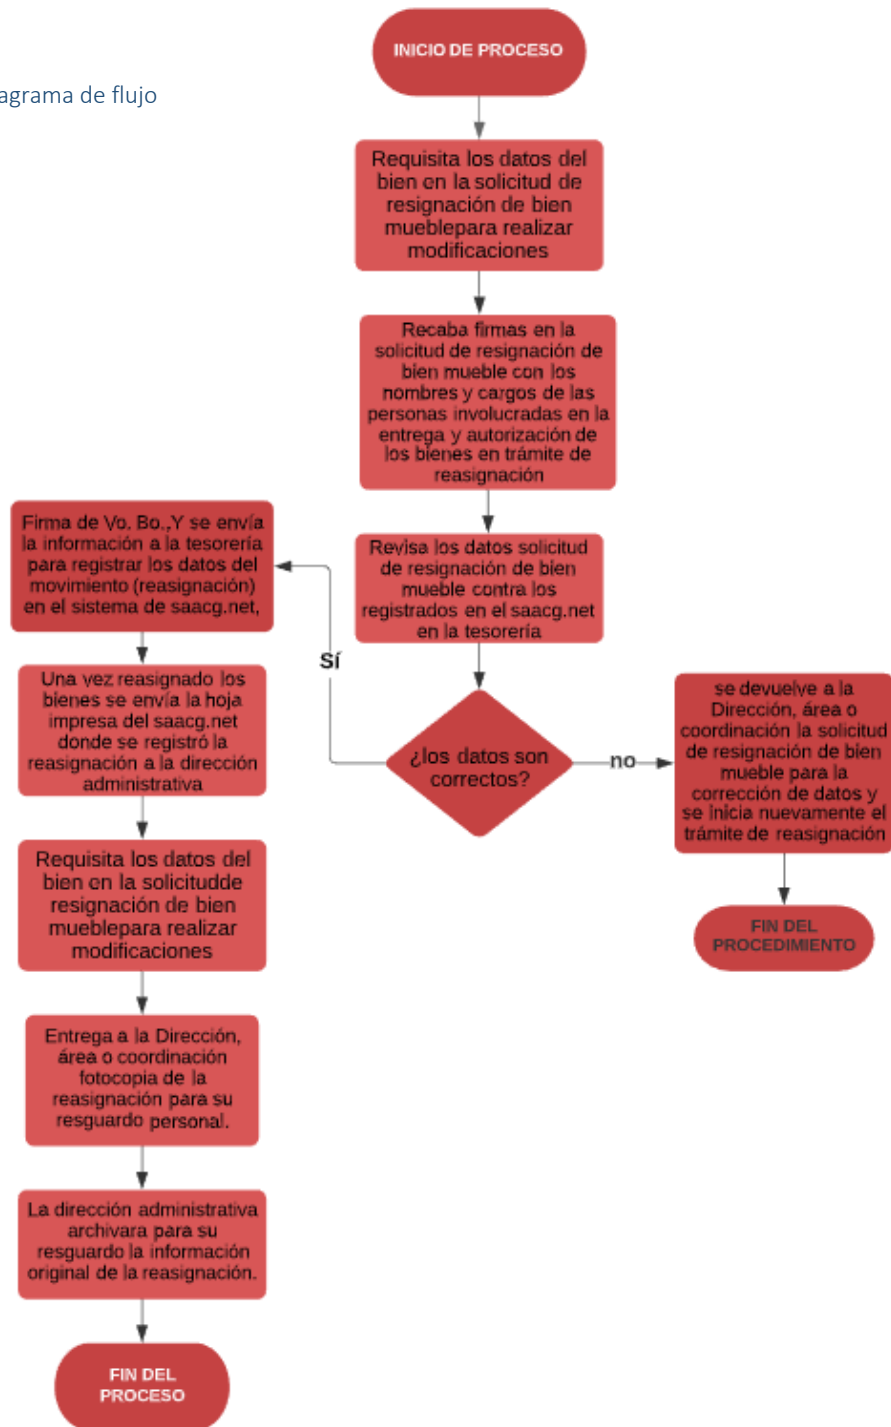 agrama de flujo
INICIO DE PROCESO
Requisita los datos del
bien en la solicitud de
resignación de bien
mueblepara realizar
modificaciones
Recaba firmas en la
solicitud de resignación de
bien mueble con los
nombres y cargos de las
personas involucradas en la
entrega y autorización de
los bienes en trámite de
reasignación
Revisa los datos solicitud
de resignación de bien
mueble contra los
registrados en el saacg.net
en la tesorería
¿los datos son
correctos?
Sí
no
Firma de Vo. Bo.,Y se envía
la información a la tesorería
para registrar los datos del
movimiento (reasignación)
en el sistema de saacg.net,
Una vez reasignado los
bienes se envía la hoja
impresa del saacg.net
donde se registró la
reasignación a la dirección
administrativa
Requisita los datos del
bien en la solicitudde
resignación de bien
mueblepara realizar
modificaciones
Entrega a la Dirección,
área o coordinación
fotocopia de la
reasignación para su
resguardo personal.
La dirección administrativa
archivara para su
resguardo la información
original de la reasignación.
FIN DEL
PROCESO
se devuelve a la
Dirección, área o
coordinación la solicitud
de resignación de bien
mueble para la
corrección de datos y
se inicia nuevamente el
trámite de reasignación
FIN DEL
PROCEDIMIENTO